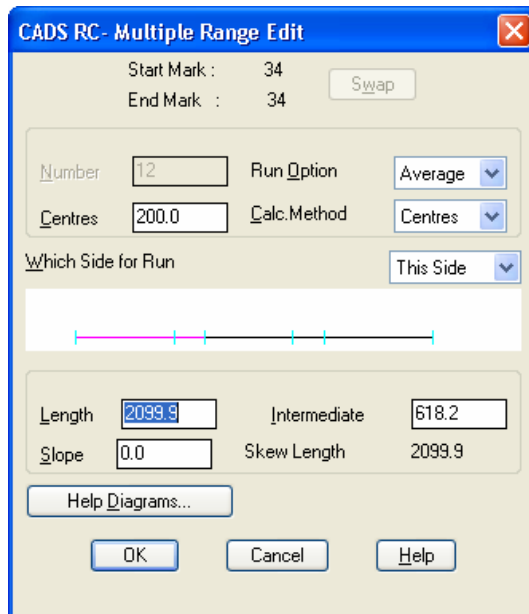 CADS RC- Multiple Range Edit
Start Mark : 34 Swap
End Mark : 34
Number 12 Run Option Average
Centres 200.0 Calc.Method Centres
Which Side for Run This Side
Length 2099.9 Intermediate 618.2
Slope 0.0 Skew Length 2099.9
Help Diagrams...
OK Cancel Help